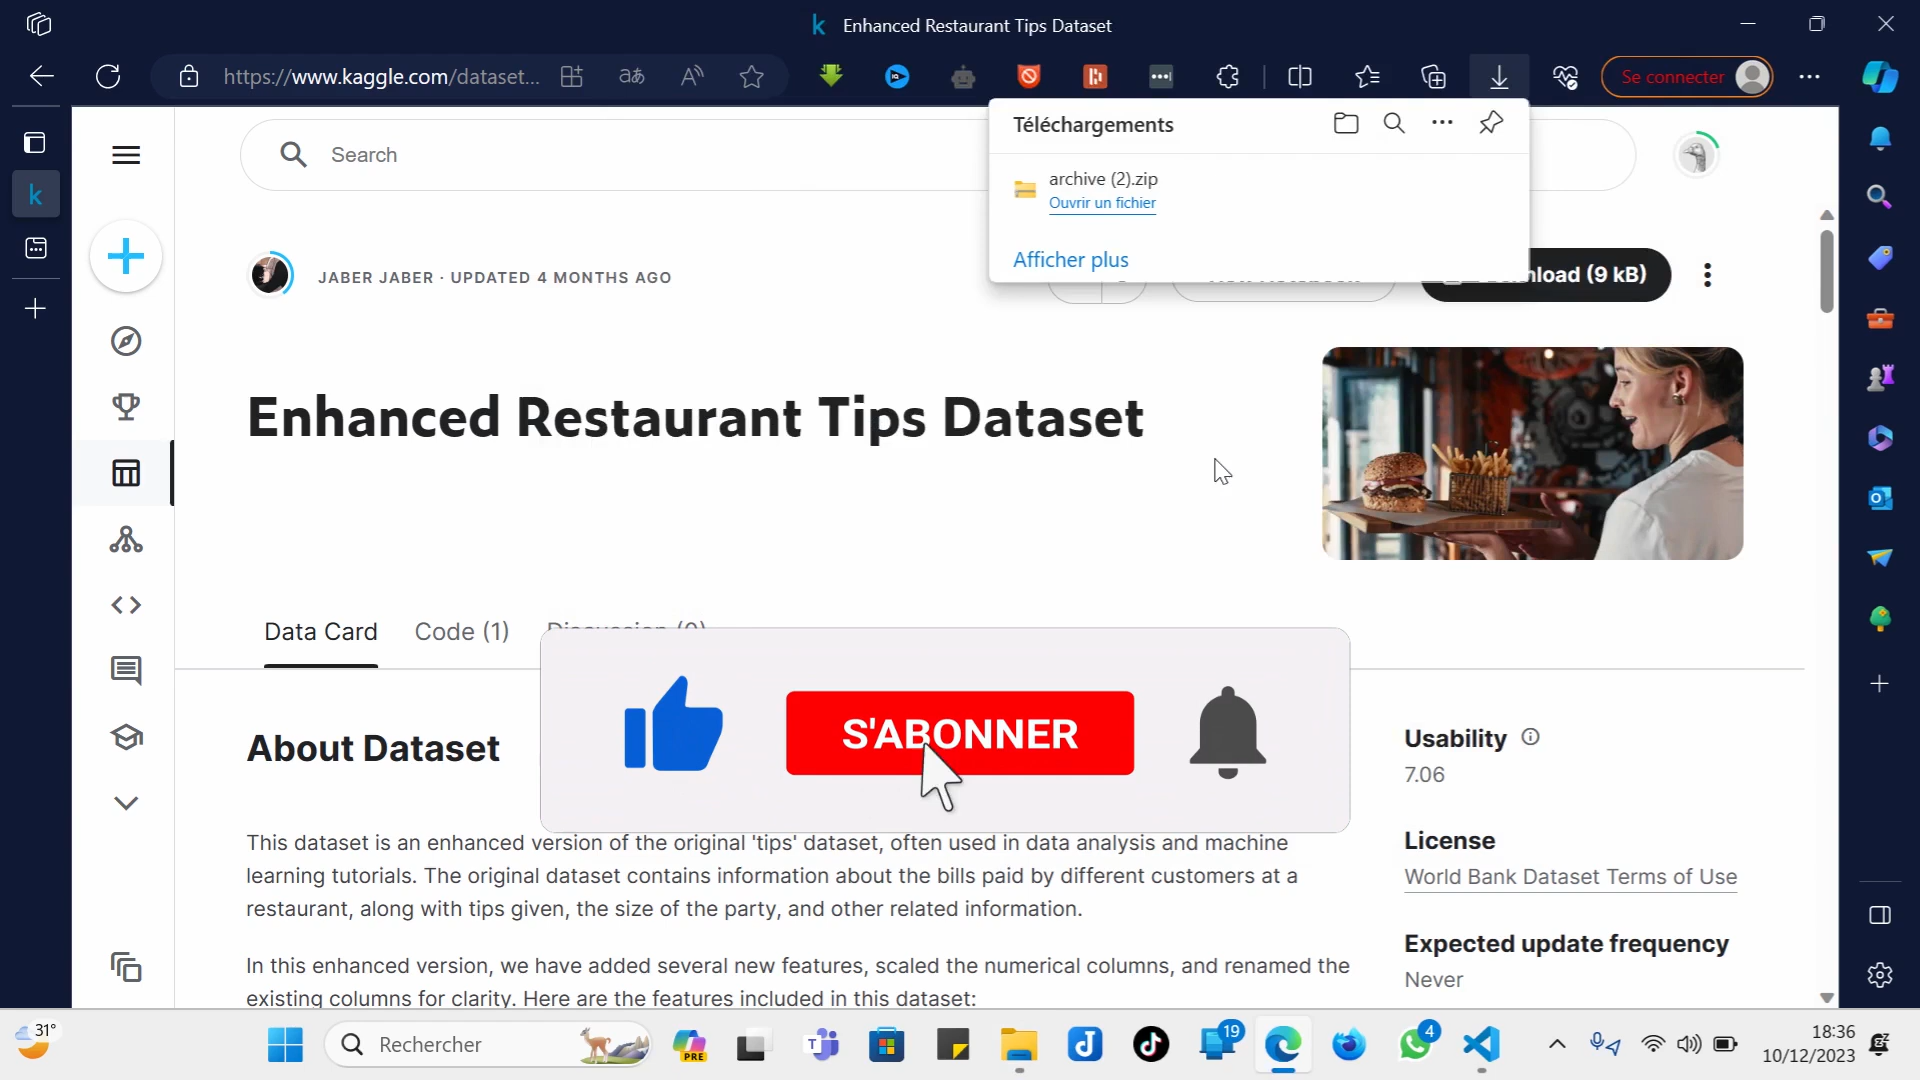 Enhanced Restaurant Tips Dataset
https://www.kaggle.com/dataset...
Se connecter
Téléchargements
archive (2).zip
Ouvrir un fichier
Afficher plus
Search
JABER JABER · UPDATED 4 MONTHS AGO
nload (9 kB)
Enhanced Restaurant Tips Dataset
Data Card
Code (1)
S'ABONNER
About Dataset
This dataset is an enhanced version of the original 'tips' dataset, often used in data analysis and machine
learning tutorials. The original dataset contains information about the bills paid by different customers at a
restaurant, along with tips given, the size of the party, and other related information.
In this enhanced version, we have added several new features, scaled the numerical columns, and renamed the
existing columns for clarity. Here are the features included in this dataset:
Usability
7.06
License
World Bank Dataset Terms of Use
Expected update frequency
Never
31°
Rechercher
PRE
19
4
18:36
10/12/2023